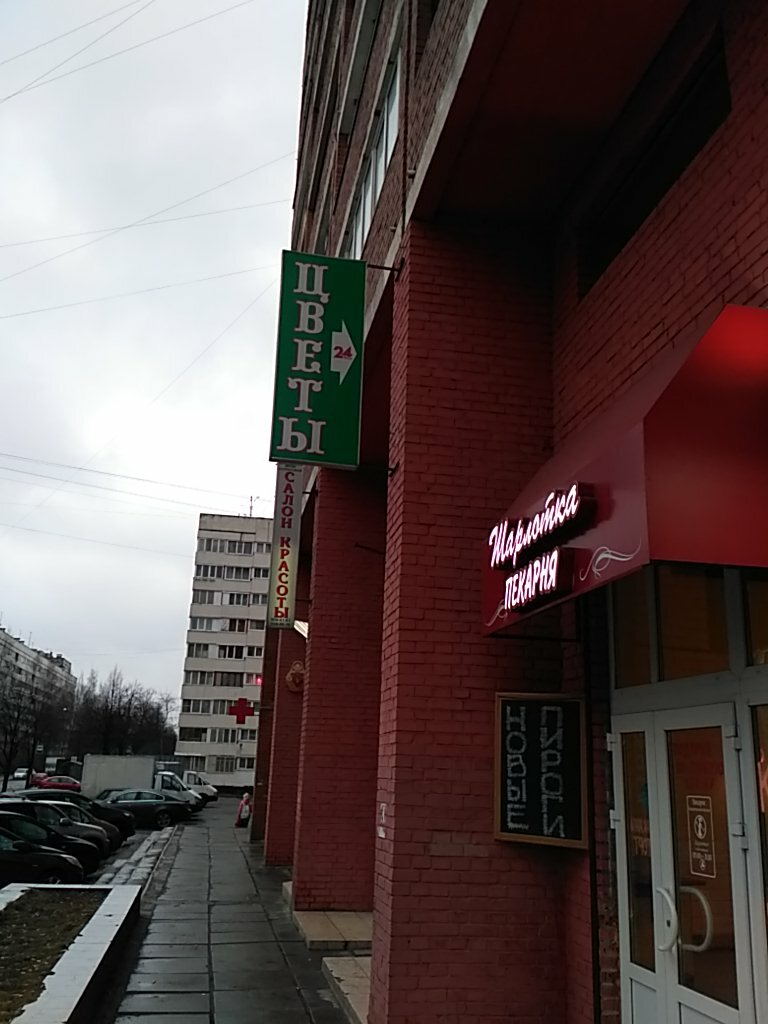 ЦВЕТЫ
24
САЛОН КРАСОТЫ
Шарлотка
ПЕКАРНЯ
НОВЫЕ
ПИРОГИ